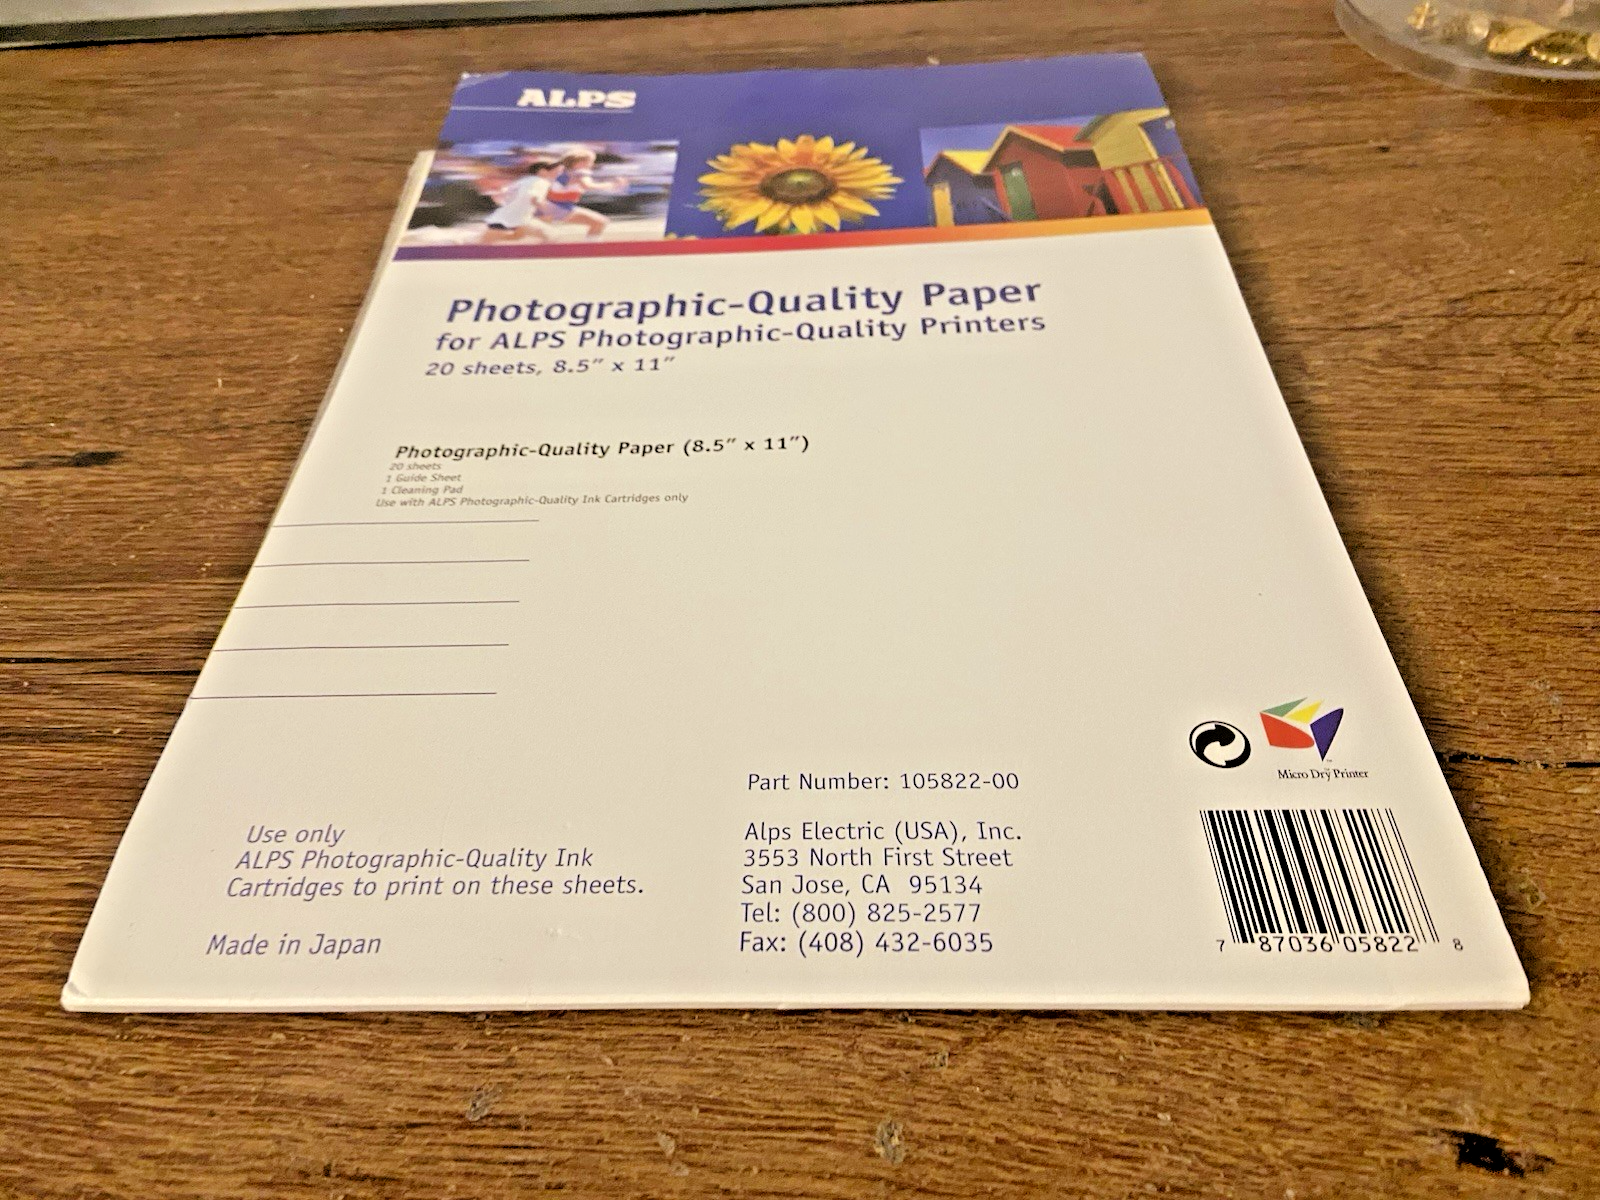 ALPS
Photographic-Quality Paper
for ALPS Photographic-Quality Printers
20 sheets, 8.5" x 11"
Photographic-Quality Paper (8.5" x 11")
20 sheets
1 Guide Sheet
1 Cleaning Pad
Use with ALPS Photographic-Quality Ink Cartridges only
Use only
ALPS Photographic-Quality Ink
Cartridges to print on these sheets.
Made in Japan
Part Number: 105822-00
Alps Electric (USA), Inc.
3553 North First Street
San Jose, CA 95134
Tel: (800) 825-2577
Fax: (408) 432-6035
Micro Dry Printer
7 87036 05822 8